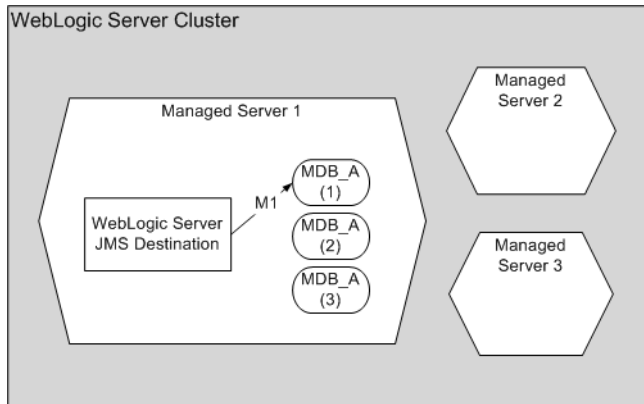 WebLogic Server Cluster
Managed Server 1
MDB_A
(1)
M1
WebLogic Server
JMS Destination
MDB_A
(2)
MDB_A
(3)
Managed
Server 2
Managed
Server 3